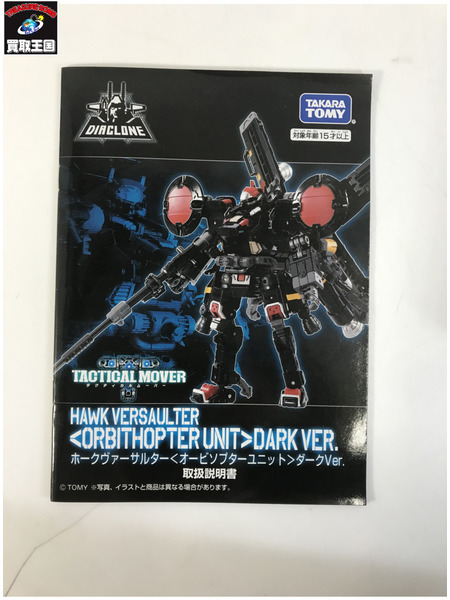 買取王国
DIACLONE
TAKARA
TOMY
対象年齢15才以上
TACTICAL MOVER
タクティカルムーバー
HAWK VERSAULTER
<ORBITHOPTER UNIT>DARK VER.
ホークヴァーサルター<オービソプターユニット>ダークVer.
取扱説明書
© TOMY ※写真、イラストと商品は異なる場合があります。